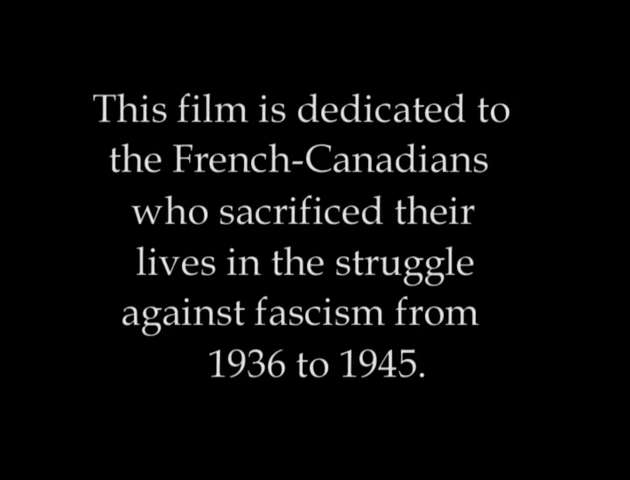 This film is dedicated to
the French-Canadians
who sacrificed their
lives in the struggle
against fascism from
1936 to 1945.